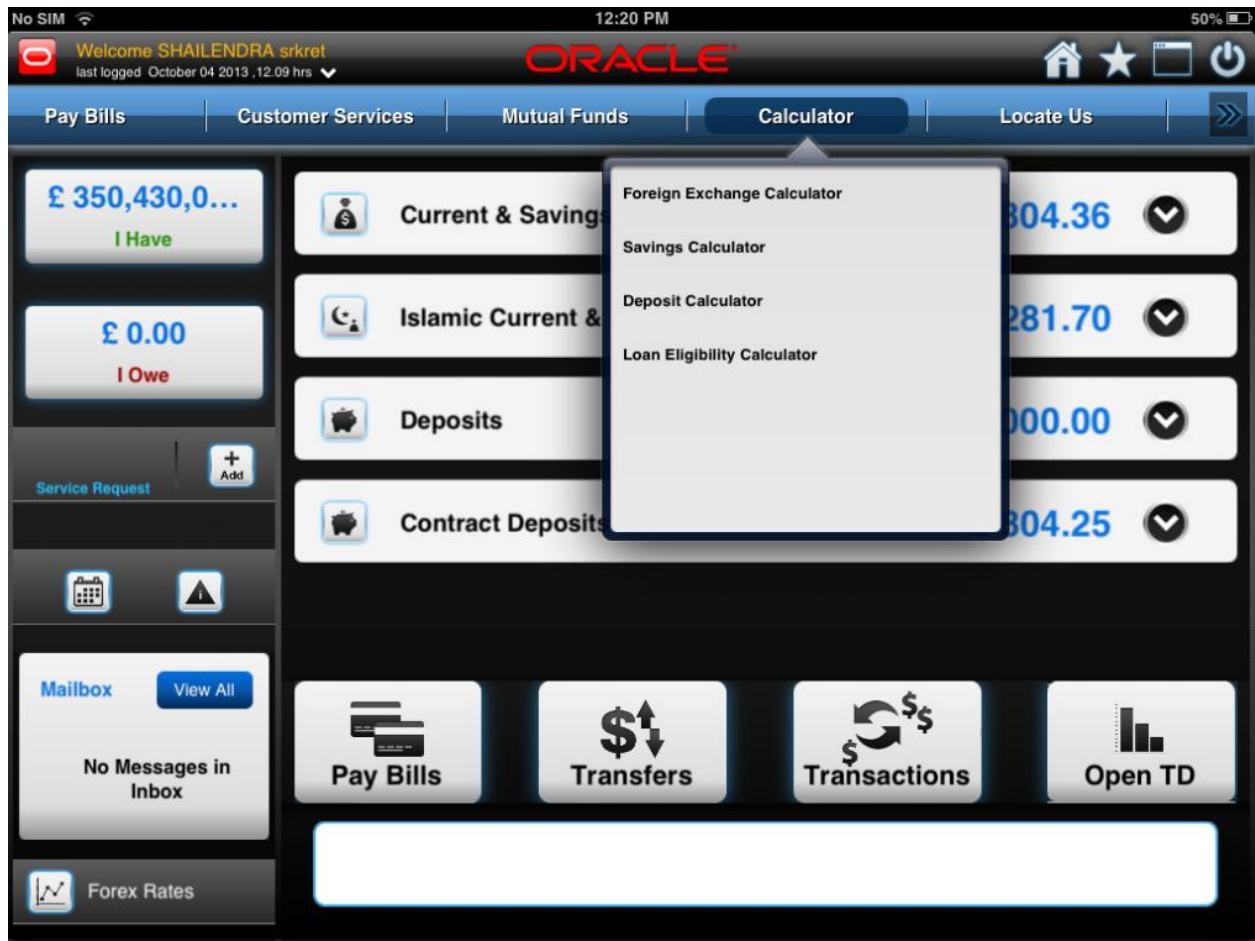 No SIM 12:20 PM 50%
Welcome SHAILENDRA srkret
last logged October 04 2013 ,12.09 hrs
ORACLE
Pay Bills Customer Services Mutual Funds Calculator Locate Us
£ 350,430,0...
I Have
£ 0.00
I Owe
Service Request
+
Add
Mailbox View All
No Messages in
Inbox
Forex Rates
Current & Savings 304.36
Islamic Current & 281.70
Deposits 000.00
Contract Deposits 304.25
Foreign Exchange Calculator
Savings Calculator
Deposit Calculator
Loan Eligibility Calculator
Pay Bills Transfers Transactions Open TD